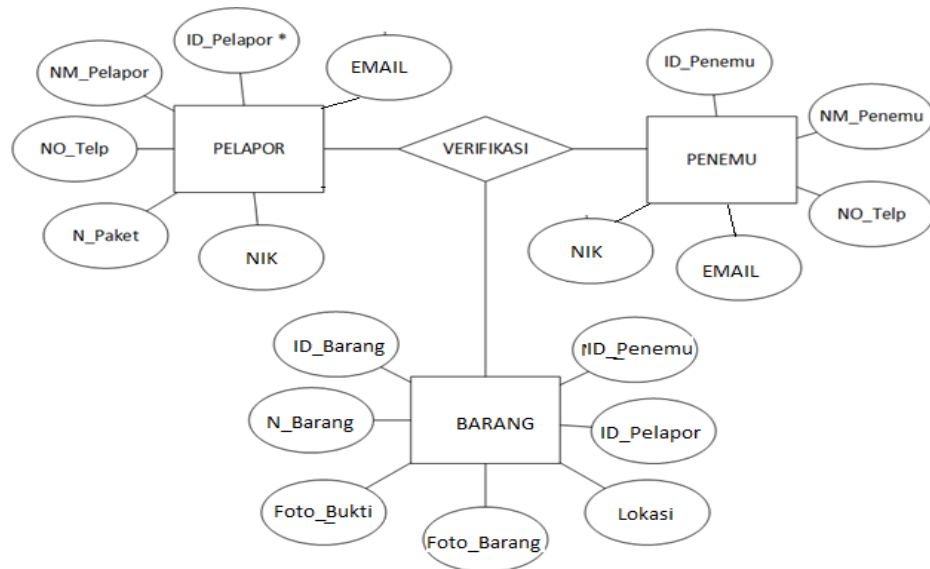 ID_Pelapor *
EMAIL
NM_Pelapor
NO_Telp
PELAPOR
N_Paket
NIK
VERIFIKASI
ID_Penemu
NM_Penemu
PENEMU
NO_Telp
NIK
EMAIL
ID_Barang
ID_Penemu
N_Barang
BARANG
ID_Pelapor
Foto_Bukti
Foto_Barang
Lokasi